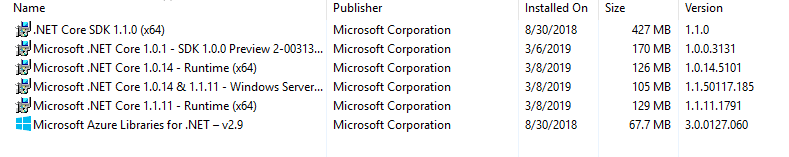 Name Publisher Installed On Size Version
.NET Core SDK 1.1.0 (x64) Microsoft Corporation 8/30/2018 427 MB 1.1.0
Microsoft .NET Core 1.0.1 - SDK 1.0.0 Preview 2-00313... Microsoft Corporation 3/6/2019 170 MB 1.0.0.3131
Microsoft .NET Core 1.0.14 - Runtime (x64) Microsoft Corporation 3/8/2019 126 MB 1.0.14.5101
Microsoft .NET Core 1.0.14 & 1.1.11 - Windows Server... Microsoft Corporation 3/8/2019 105 MB 1.1.50117.185
Microsoft .NET Core 1.1.11 - Runtime (x64) Microsoft Corporation 3/8/2019 129 MB 1.1.11.1791
Microsoft Azure Libraries for .NET – v2.9 Microsoft Corporation 8/30/2018 67.7 MB 3.0.0127.060